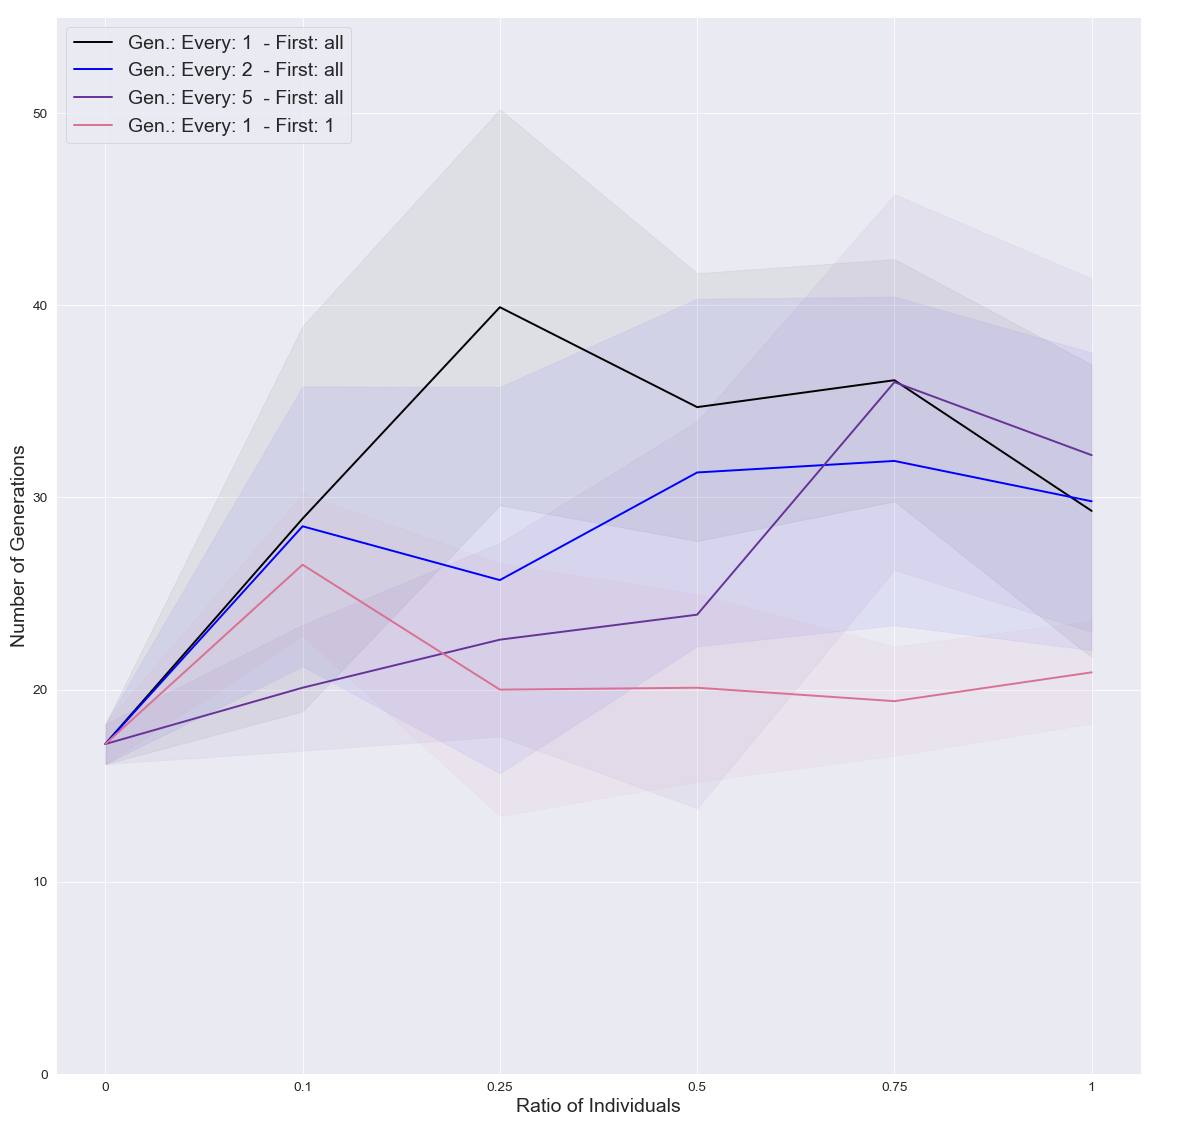 Gen.: Every: 1  - First: all
Gen.: Every: 2  - First: all
Gen.: Every: 5  - First: all
Gen.: Every: 1  - First: 1
50
40
30
20
10
0
Number of Generations
0 0.1 0.25 0.5 0.75 1
Ratio of Individuals